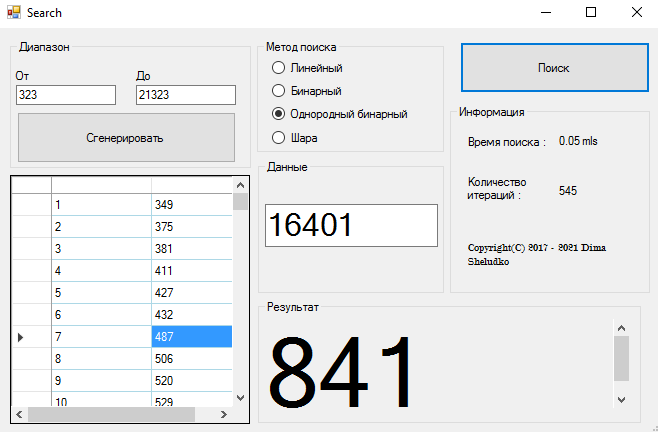 Search
Диапазон
От До
323 21323
Сгенерировать
1 349
2 375
3 381
4 411
5 427
6 432
7 487
8 506
9 520
10 529
Метод поиска
Линейный
Бинарный
Однородный бинарный
Шара
Данные
16401
Поиск
Информация
Время поиска : 0.05 mls
Количество
итераций : 545
Copyright(C) 2017 - 2021 Dima
Sheludko
Результат
841